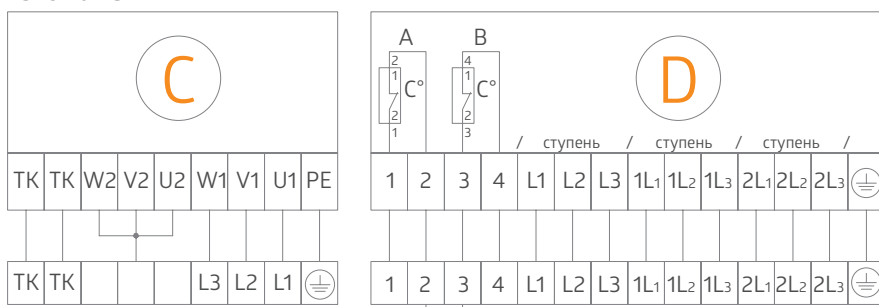 C
TK TK W2 V2 U2 W1 V1 U1 PE
TK TK L3 L2 L1
A B
D
2 4
1 C° 1 C°
2 2
1 3
/ ступень / ступень / ступень /
1 2 3 4 L1 L2 L3 1L1 1L2 1L3 2L1 2L2 2L3
1 2 3 4 L1 L2 L3 1L1 1L2 1L3 2L1 2L2 2L3